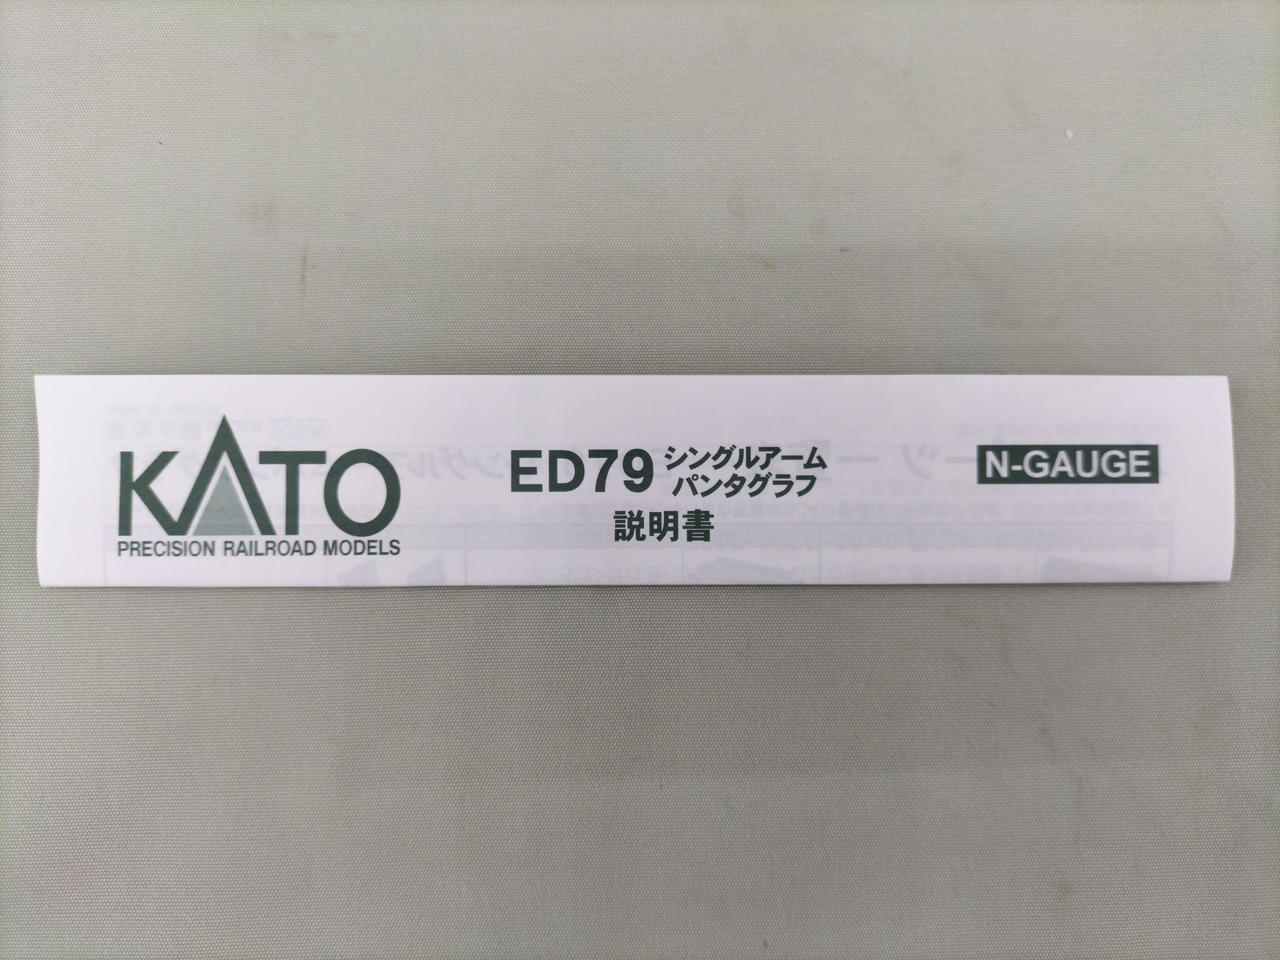 KATO
PRECISION RAILROAD MODELS
ED79 シングルアーム
パンタグラフ
説明書
N-GAUGE